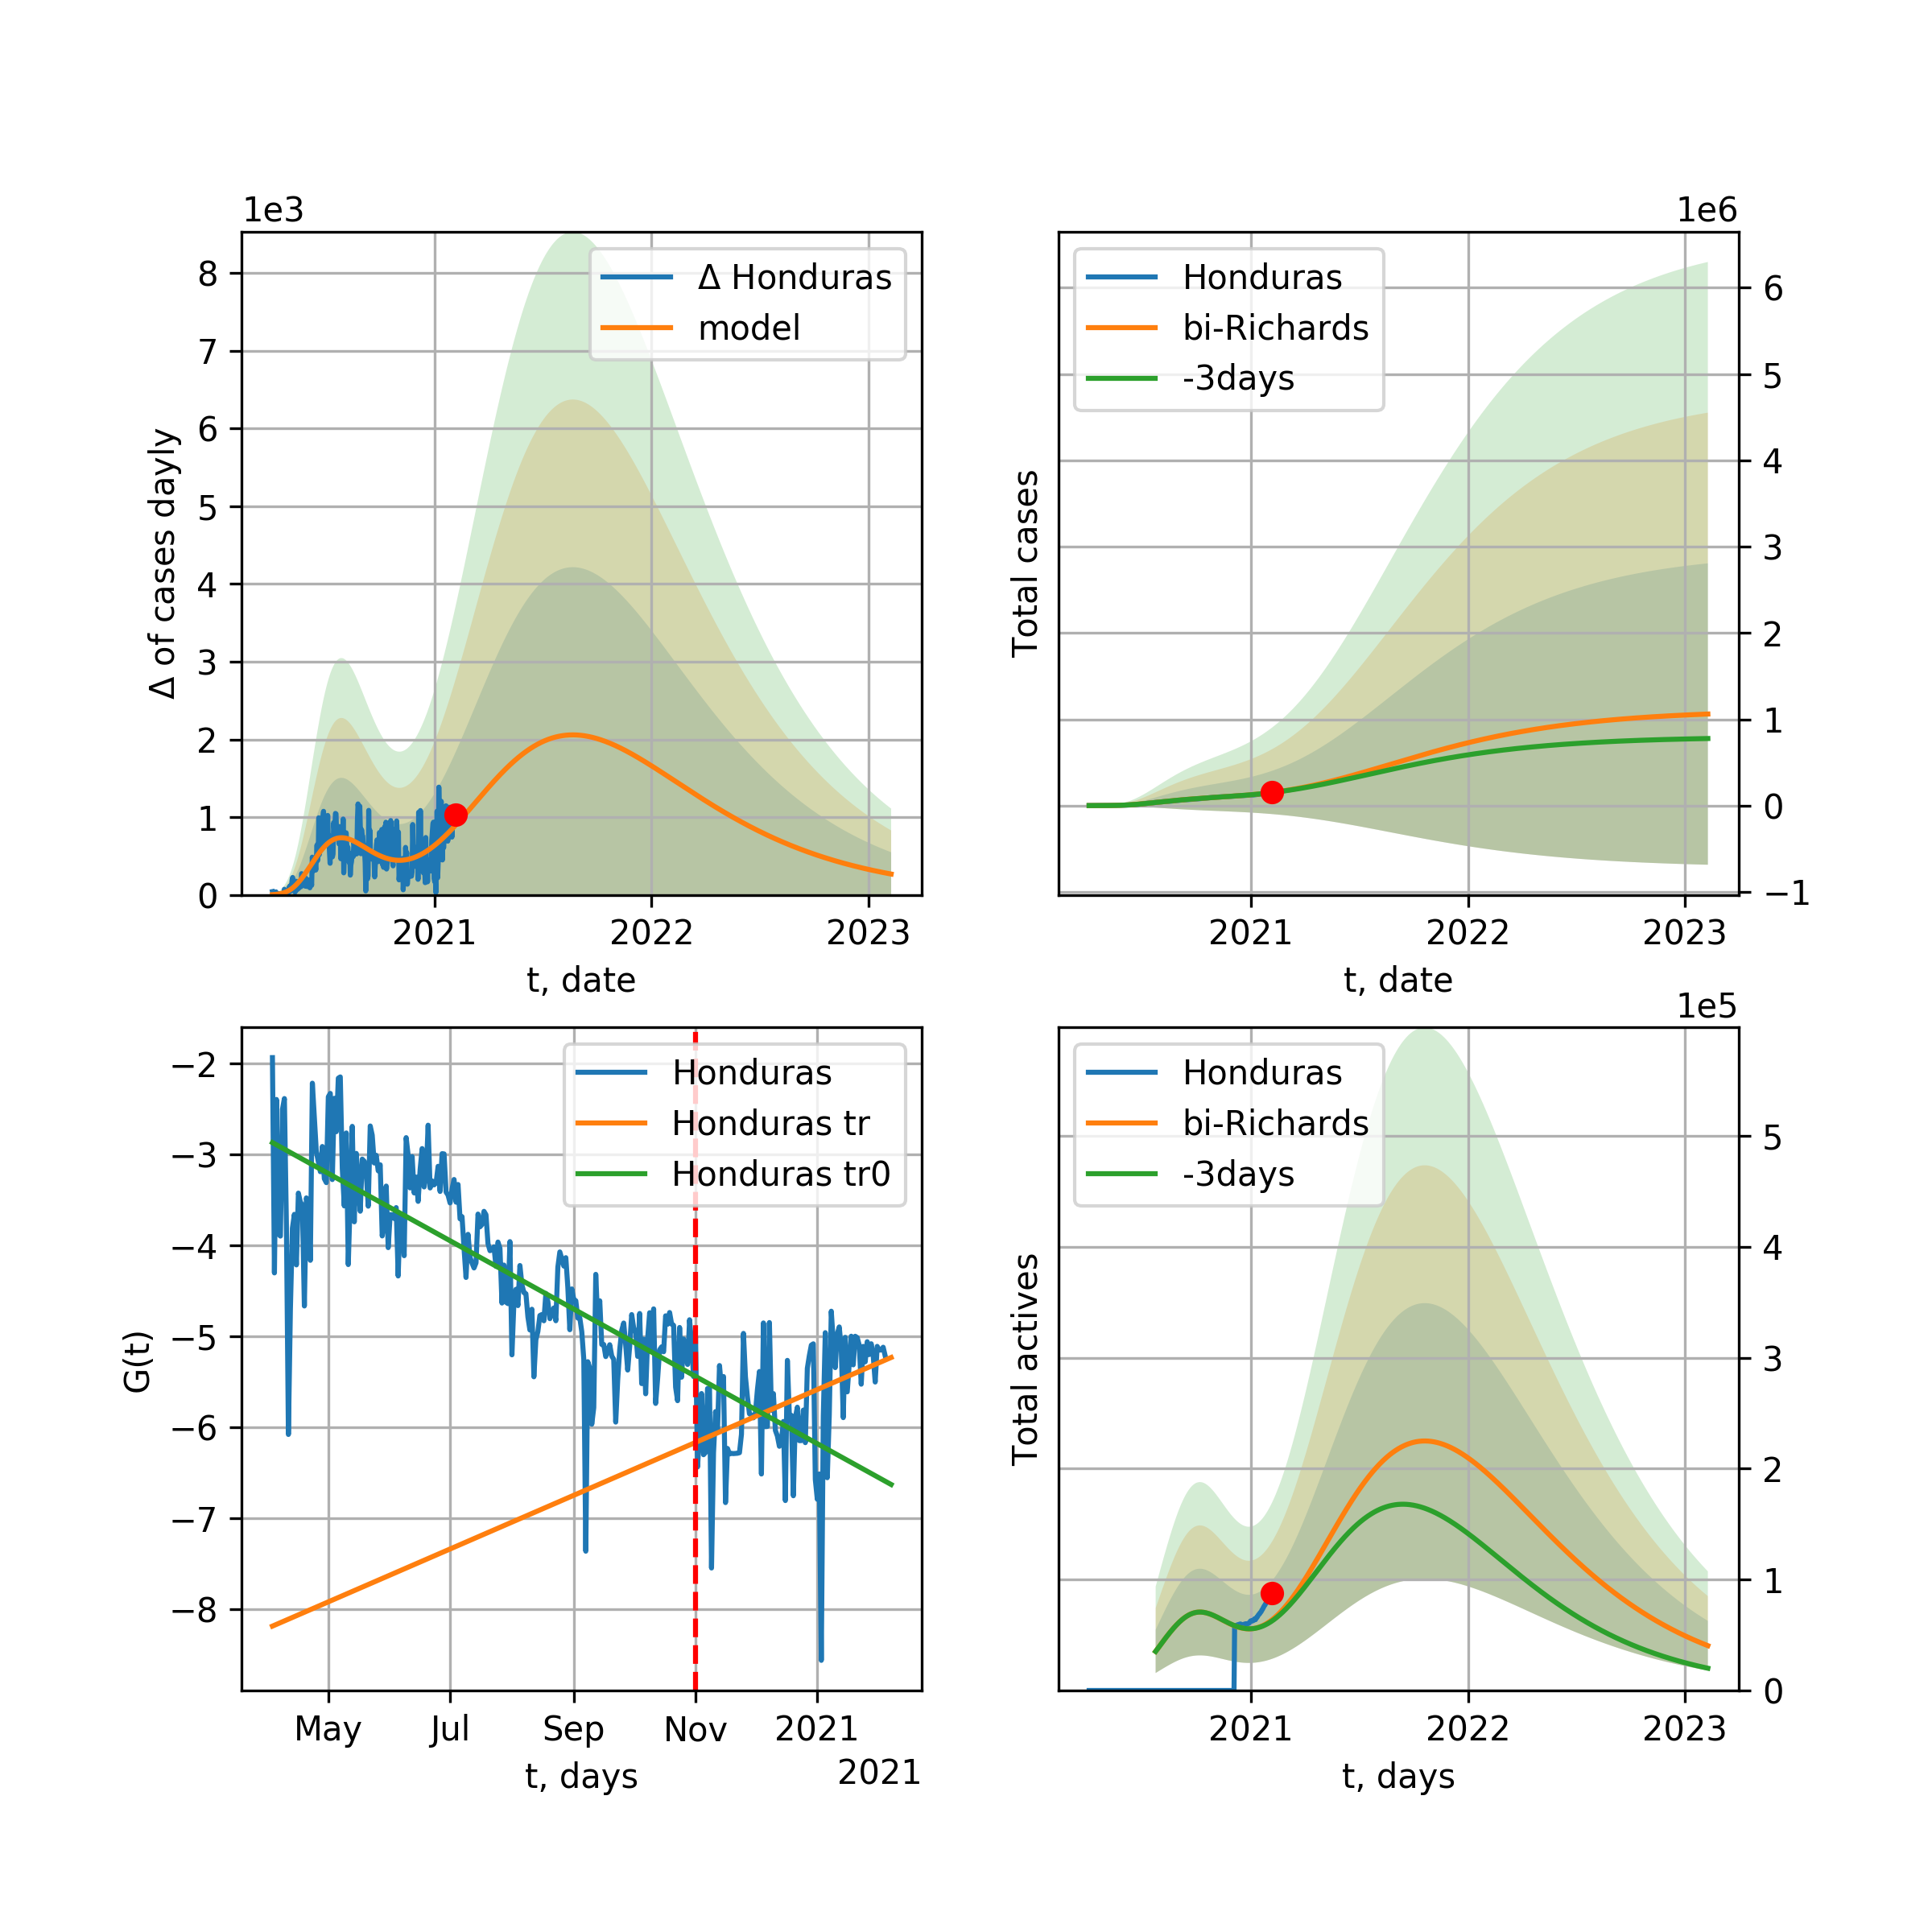 1e3
Δ of cases dayly
8
7
6
5
4
3
2
1
0
Δ Honduras
model
2021 2022 2023
t, date
1e6
Total cases
Honduras
bi-Richards
-3days
6
5
4
3
2
1
0
−1
2021 2022 2023
t, date
G(t)
−2
−3
−4
−5
−6
−7
−8
Honduras
Honduras tr
Honduras tr0
May Jul Sep Nov 2021
t, days
2021
1e5
Total actives
Honduras
bi-Richards
-3days
5
4
3
2
1
0
2021 2022 2023
t, days